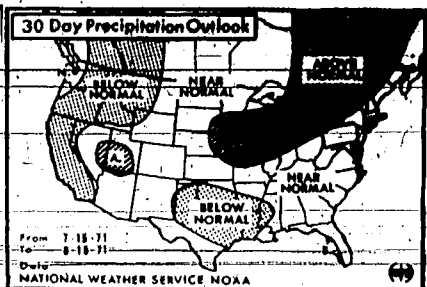 30 Day Precipitation Outlook
ABOVE
NORMAL
BELOW
NORMAL
NEAR
NORMAL
A.
NEAR
NORMAL
BELOW
NORMAL
From 7-15-71
To 8-15-71
Data
NATIONAL WEATHER SERVICE NOAA